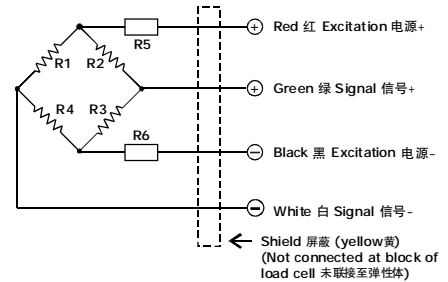 R5
Red 红 Excitation 电源+
R1
R2
Green 绿 Signal 信号+
R4
R3
R6
Black 黑 Excitation 电源-
White 白 Signal 信号-
Shield 屏蔽 (yellow黄)
(Not connected at block of
load cell 未联接至弹性体)